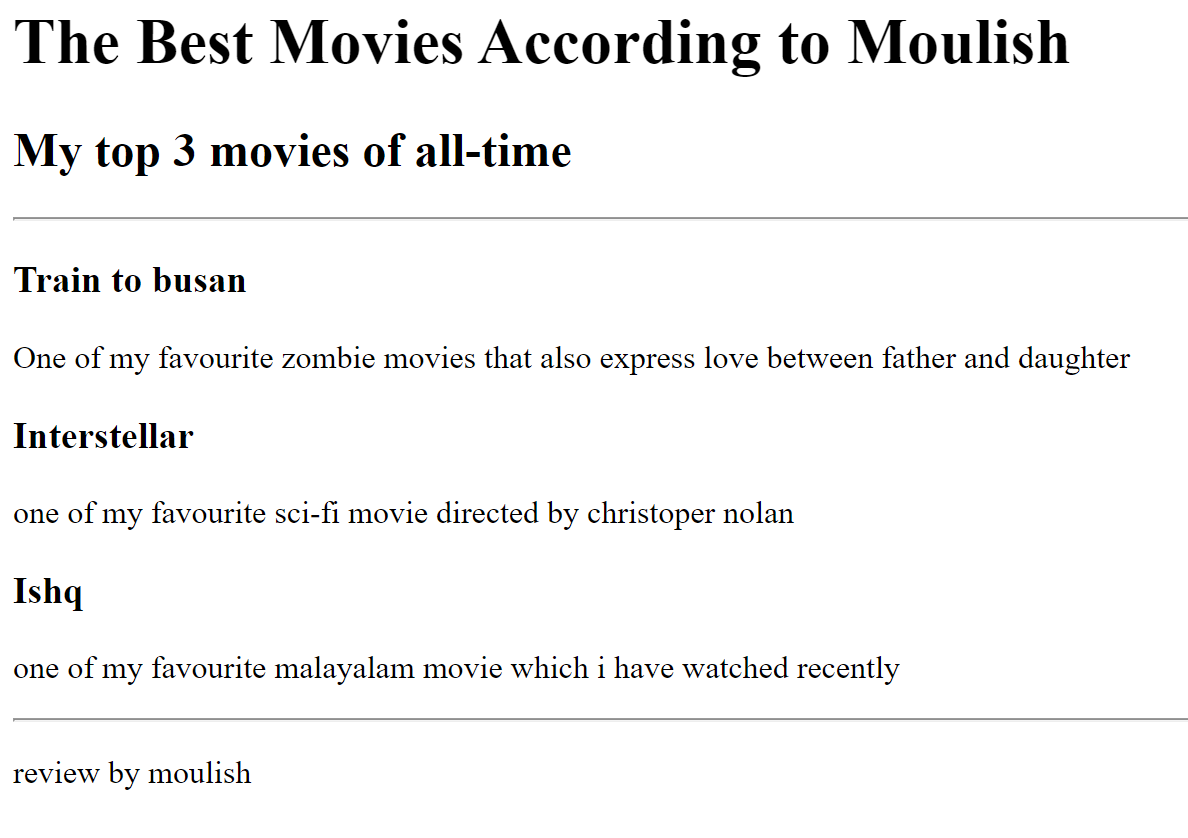 The Best Movies According to Moulish
My top 3 movies of all-time
Train to busan
One of my favourite zombie movies that also express love between father and daughter
Interstellar
one of my favourite sci-fi movie directed by christoper nolan
Ishq
one of my favourite malayalam movie which i have watched recently
review by moulish